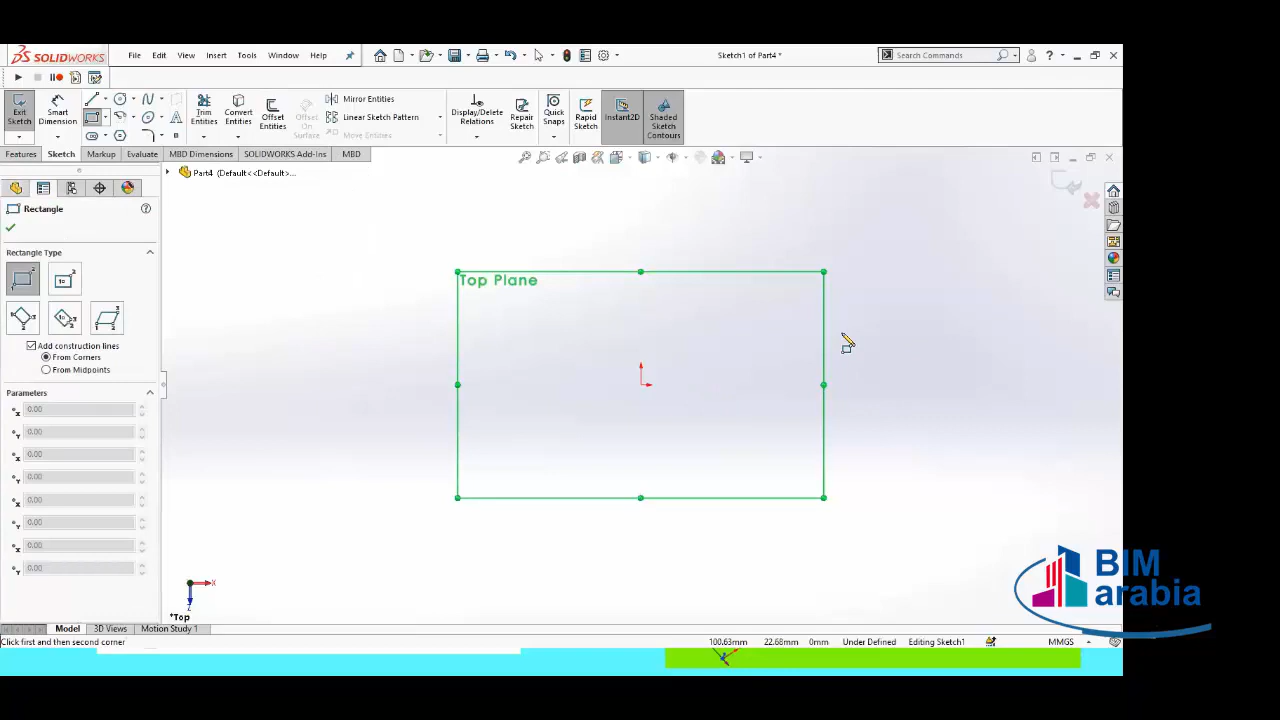 SOLIDWORKS
File Edit View Insert Tools Window Help
Sketch1 of Part4 *
Search Commands
Exit Sketch
Smart Dimension
Trim Entities
Convert Entities
Offset Entities
Offset On Surface
Mirror Entities
Linear Sketch Pattern
Move Entities
Display/Delete Relations
Repair Sketch
Quick Snaps
Rapid Sketch
Instant2D
Shaded Sketch Contours
Features Sketch Markup Evaluate MBD Dimensions SOLIDWORKS Add-Ins MBD
Part4 (Default<<Default>...
Rectangle
Rectangle Type
Add construction lines
From Corners
From Midpoints
Parameters
x 0.00
Y 0.00
x 0.00
Y 0.00
x 0.00
Y 0.00
x 0.00
Y 0.00
Top Plane
X
Z
*Top
BIM
arabia
Model 3D Views Motion Study 1
Click first and then second corner
100.63mm 22.68mm 0mm Under Defined Editing Sketch1 MMGS